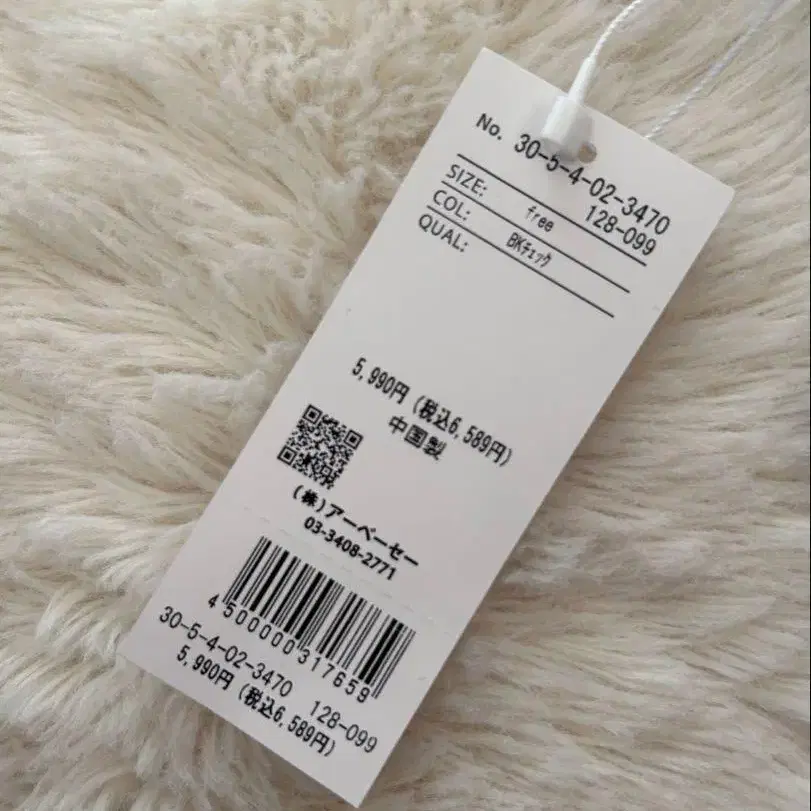 No. 30-5-4-02-3470
128-099
SIZE: free
COL: BKチェック
QUAL:
5,990円 (税込6,589円)
中国製
(株)アーベーセー
03-3408-2771
4 500000 317659
30-5-4-02-3470 128-099
5,990円 (税込6,589円)